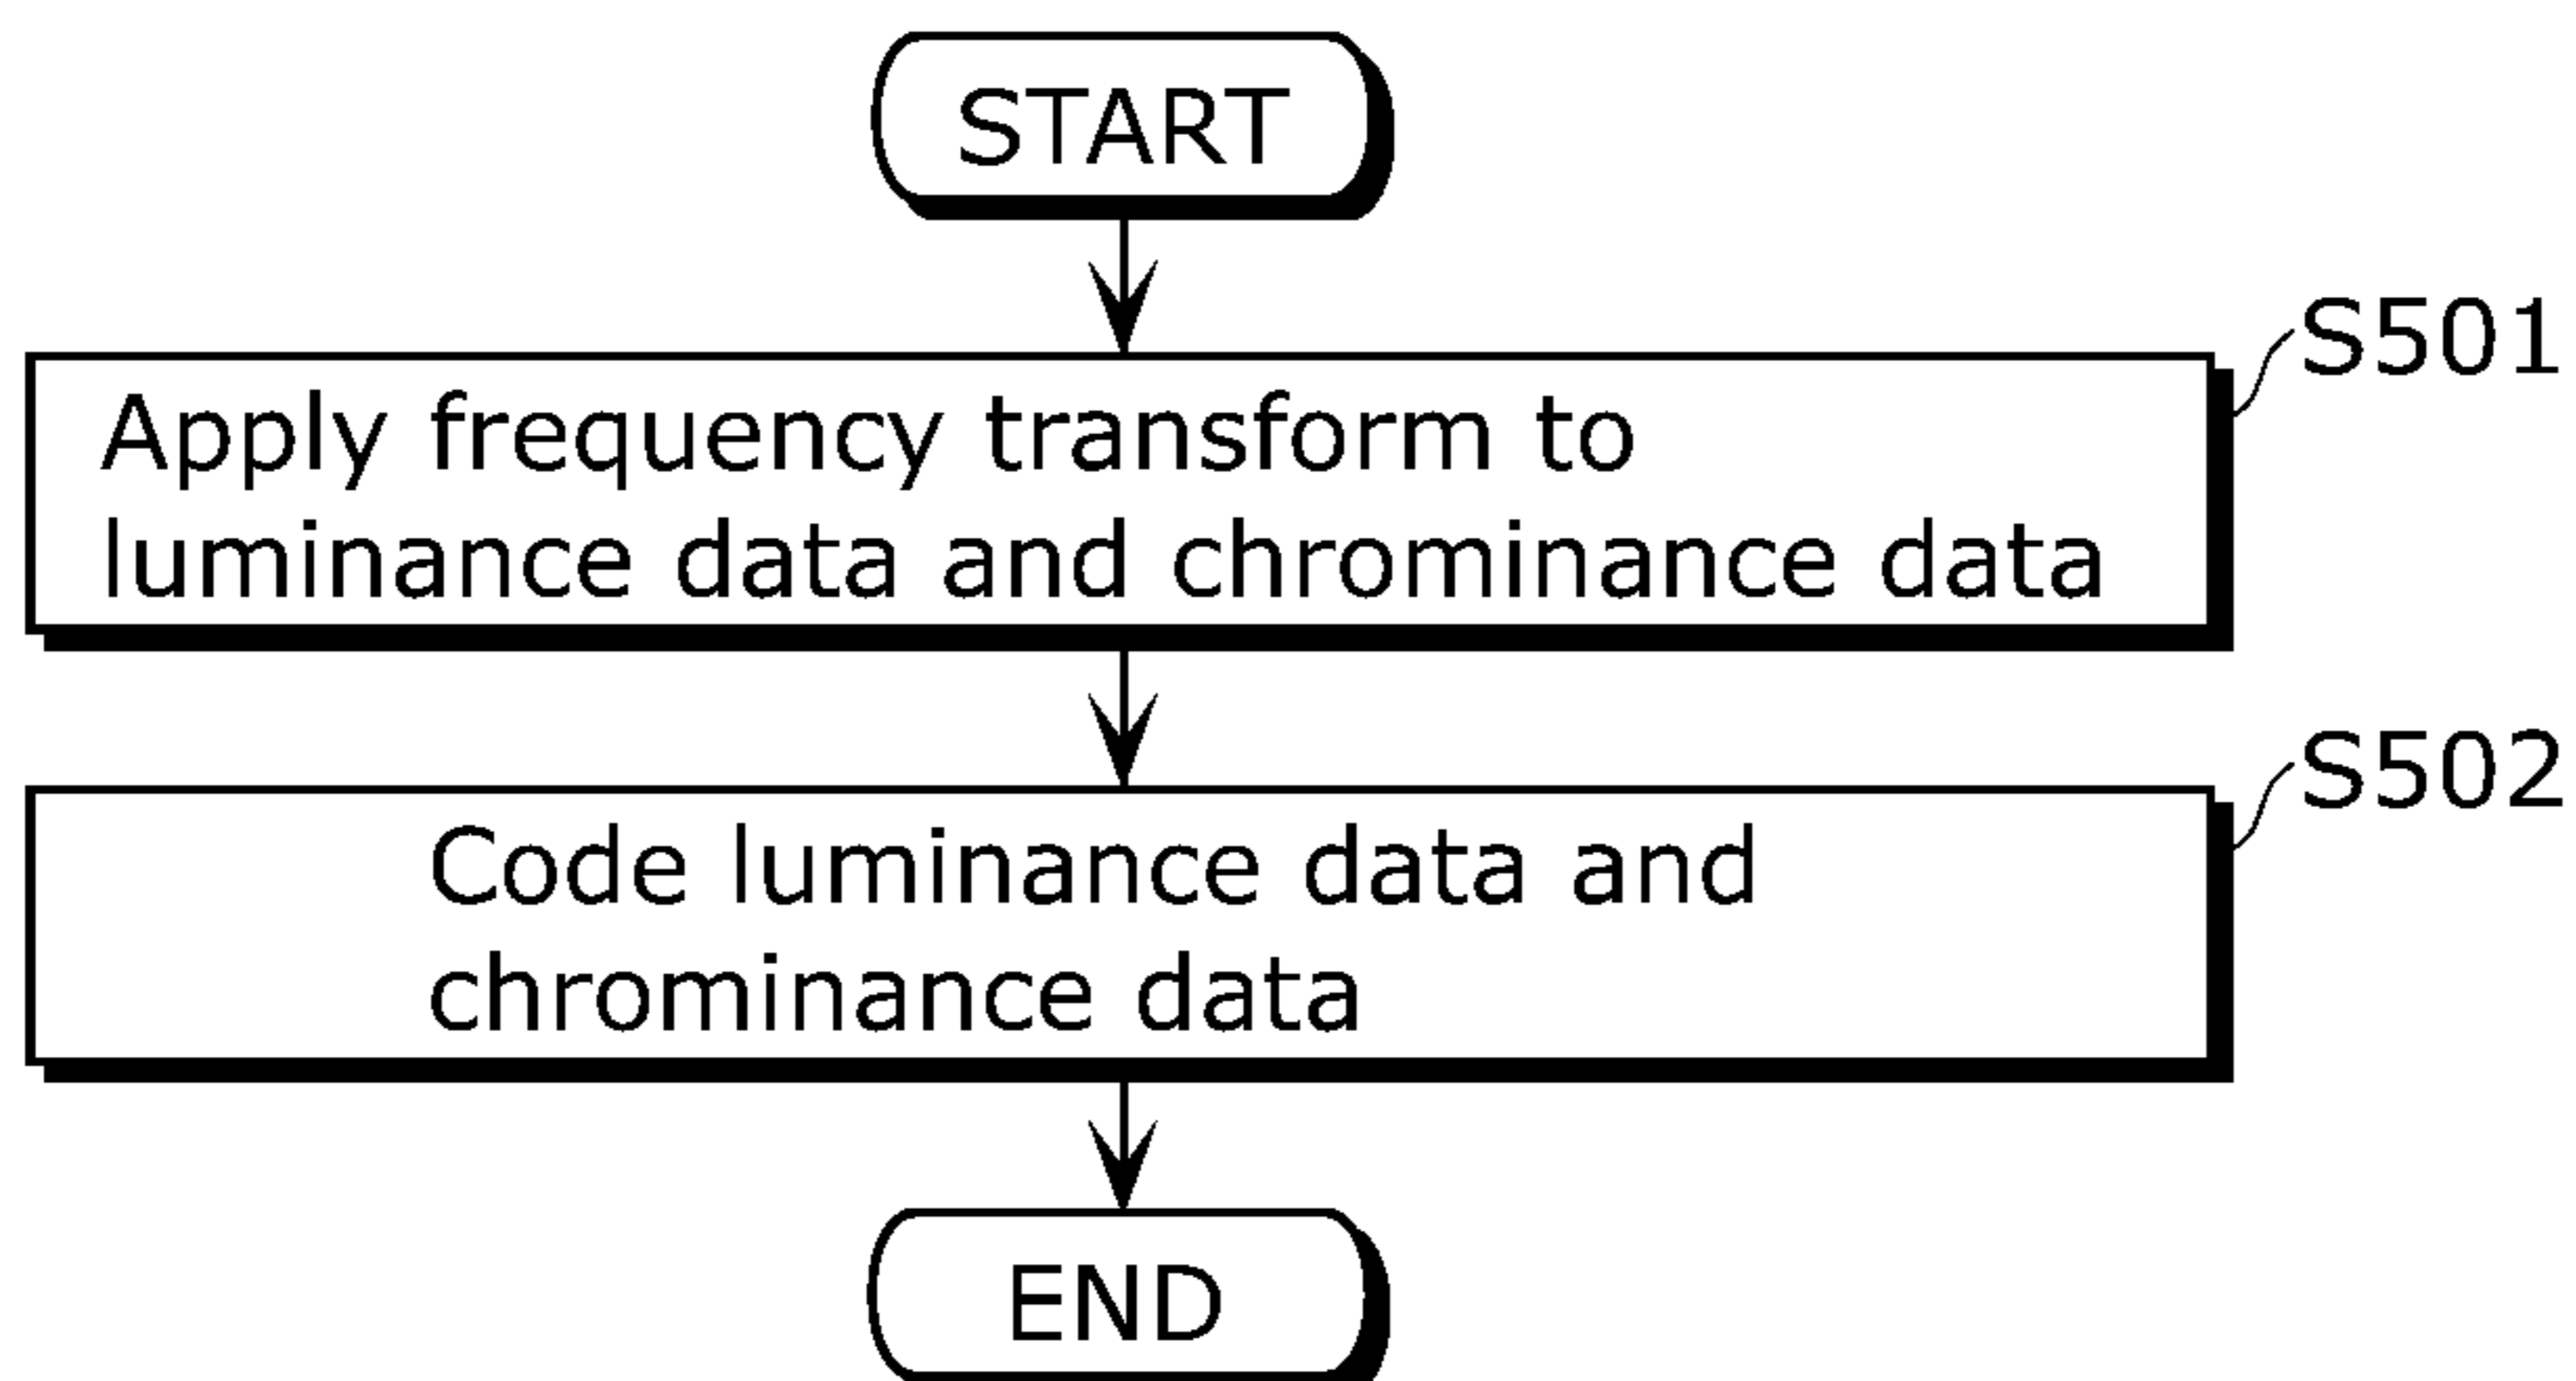 START
S501
Apply frequency transform to
luminance data and chrominance data
S502
Code luminance data and
chrominance data
END